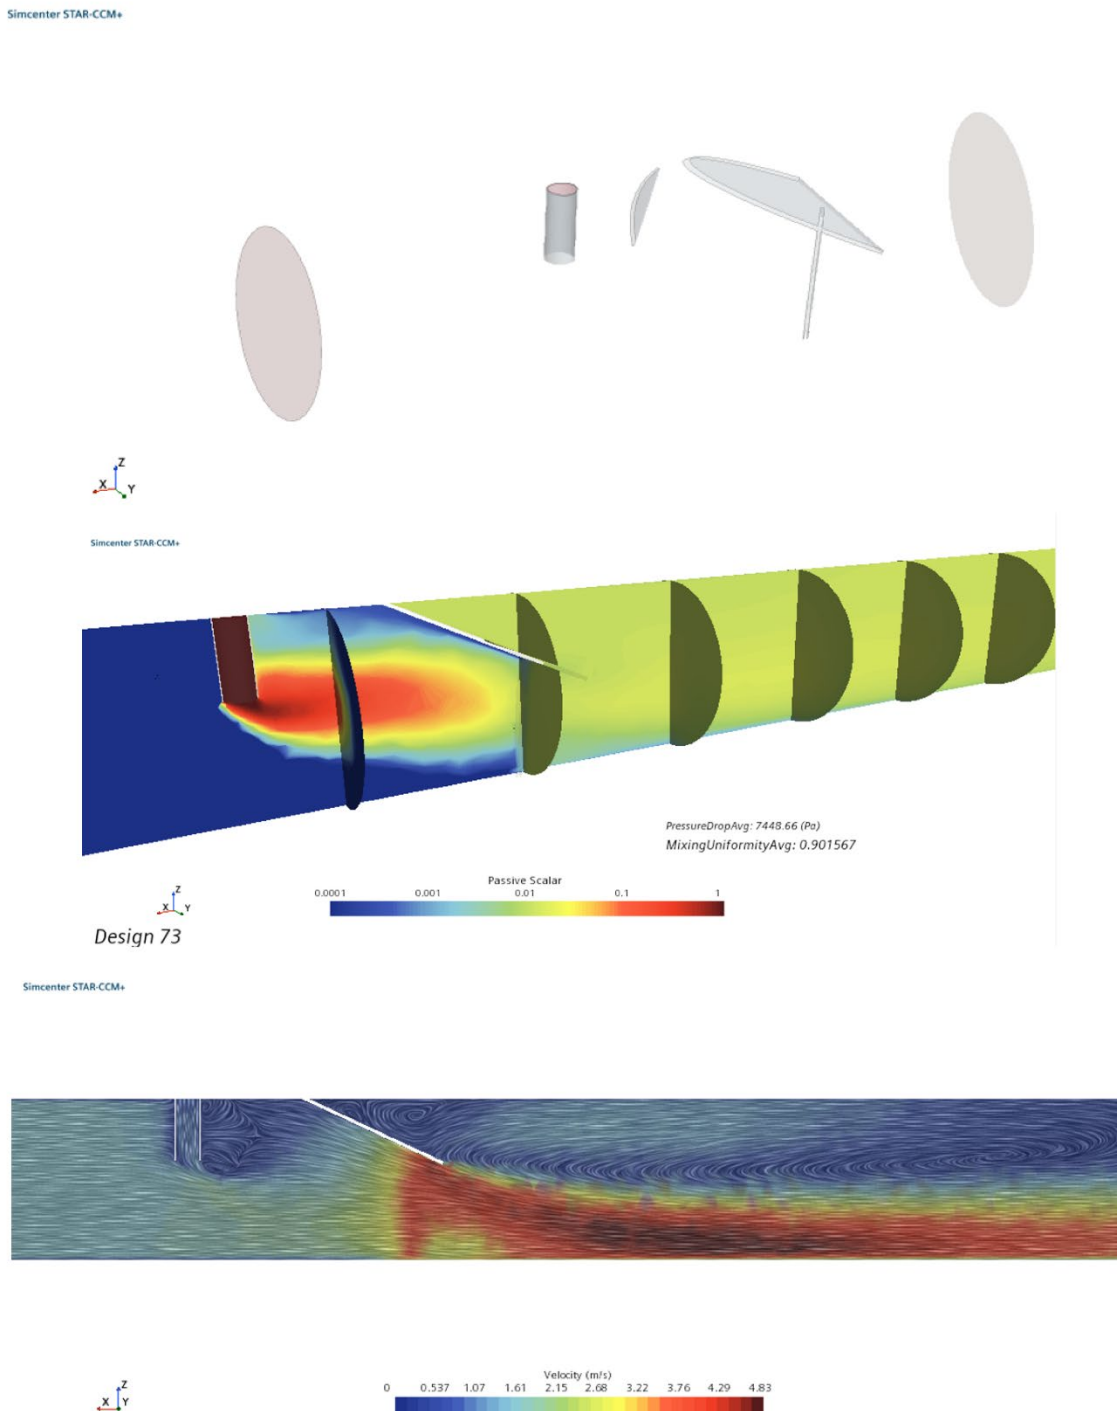 Simcenter STAR-CCM+
Z
X
Y
Simcenter STAR-CCM+
PressureDropAvg: 7448.66 (Pa)
MixingUniformityAvg: 0.901567
Passive Scalar
0.0001 0.001 0.01 0.1 1
Z
X
Y
Design 73
Simcenter STAR-CCM+
Velocity (m/s)
0 0.537 1.07 1.61 2.15 2.68 3.22 3.76 4.29 4.83
Z
X Y